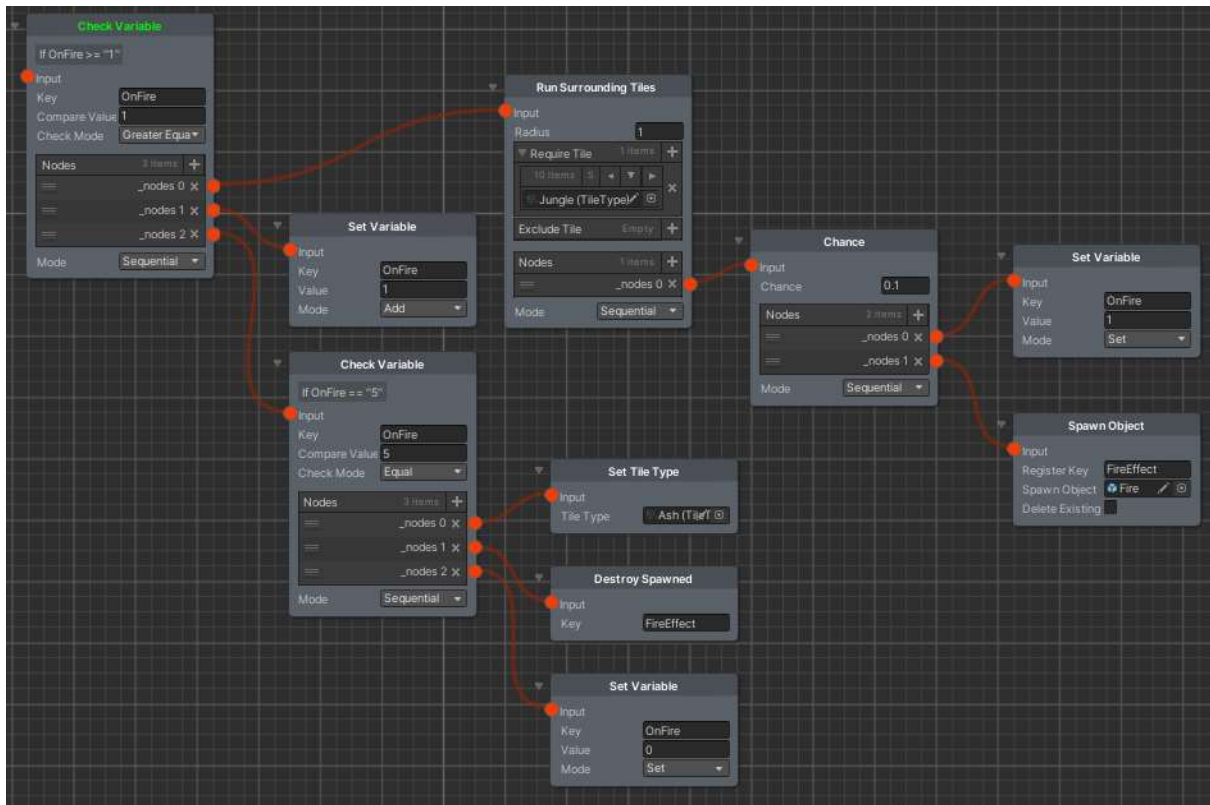 Check Variable
If OnFire >= "1"
Input
Key OnFire
Compare Value 1
Check Mode Greater Equa
Nodes 3 items +
_nodes 0 ×
_nodes 1 ×
_nodes 2 ×
Mode Sequential
Set Variable
Input
Key OnFire
Value 1
Mode Add
Check Variable
If OnFire == "5"
Input
Key OnFire
Compare Value 5
Check Mode Equal
Nodes 3 items +
_nodes 0 ×
_nodes 1 ×
_nodes 2 ×
Mode Sequential
Run Surrounding Tiles
Input
Radius 1
Require Tile 1 items +
10 items S
Jungle (TileType)
Exclude Tile Empty +
Nodes 1 items +
_nodes 0 ×
Mode Sequential
Set Tile Type
Input
Tile Type Ash
Destroy Spawned
Input
Key FireEffect
Set Variable
Input
Key OnFire
Value 0
Mode Set
Chance
Input
Chance 0.1
Nodes 2 items +
_nodes 0 ×
_nodes 1 ×
Mode Sequential
Set Variable
Input
Key OnFire
Value 1
Mode Set
Spawn Object
Input
Register Key FireEffect
Spawn Object Fire
Delete Existing